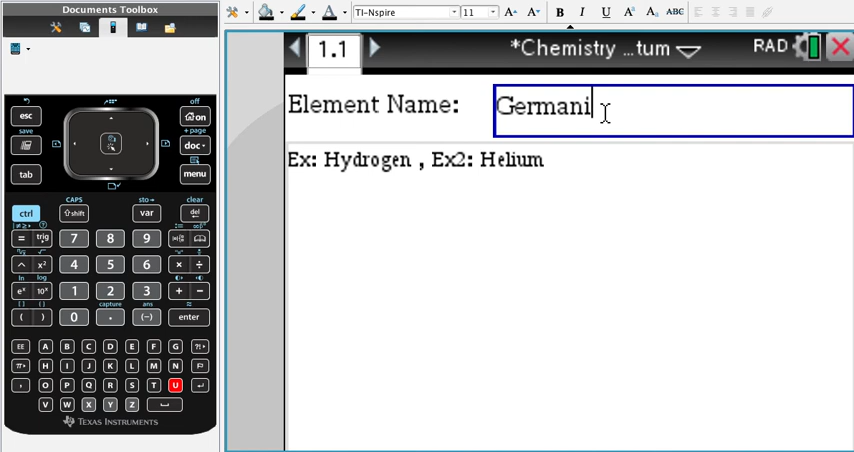 Documents Toolbox
TI-Nspire
11
B I U A A ABC
1.1
*Chemistry ...tum
RAD
Element Name:
Germani
Ex: Hydrogen , Ex2: Helium
off
esc
on
save
+ page
doc
tab
menu
CAPS
sto→
clear
ctrl
⇧shift
var
del
= trig 7 8 9
^ x² 4 5 6 × ÷
ln log
eˣ 10ˣ 1 2 3 + −
capture ans
( ) 0 . (−) enter
EE A B C D E F G ?!
π H I J K L M N
, O P Q R S T U
V W X Y Z
TEXAS INSTRUMENTS